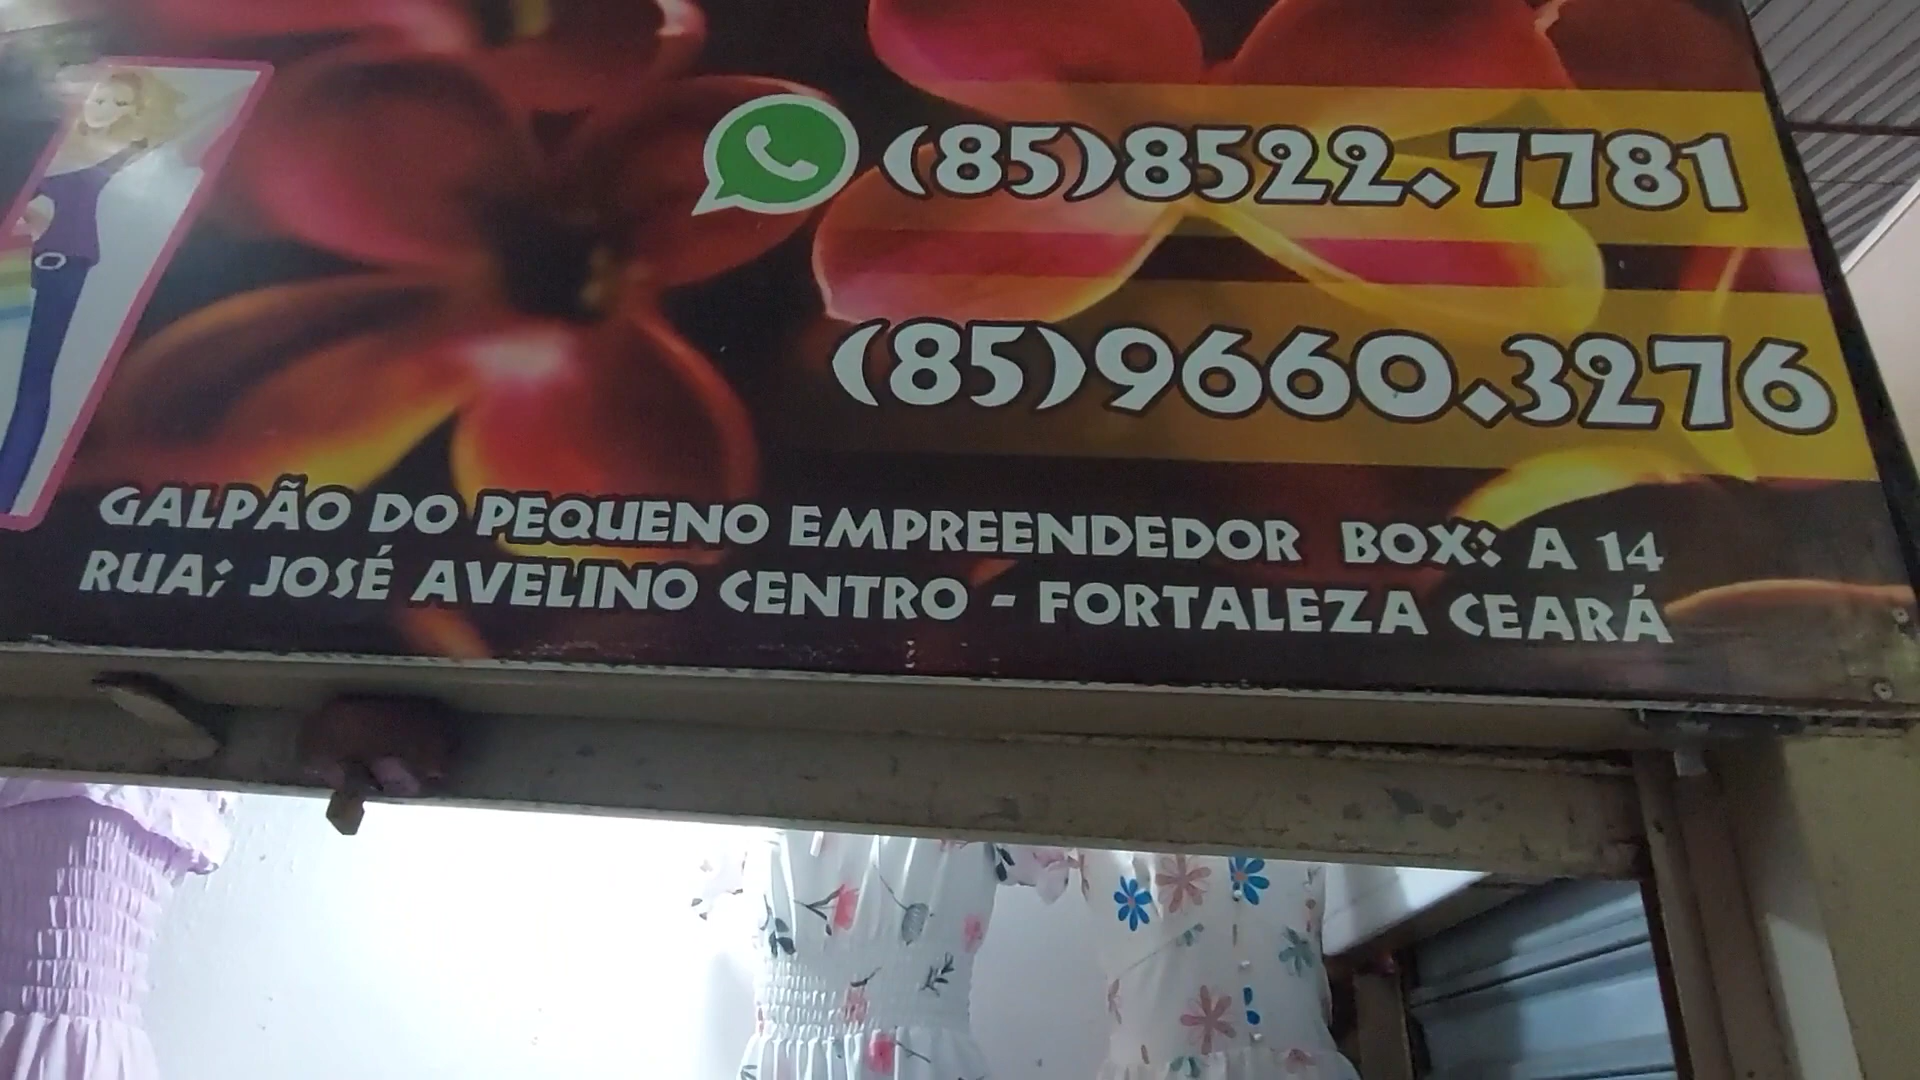 (85)8522.7781
(85)9660.3276
GALPÃO DO PEQUENO EMPREENDEDOR BOX: A 14
RUA; JOSÉ AVELINO CENTRO - FORTALEZA CEARÁ